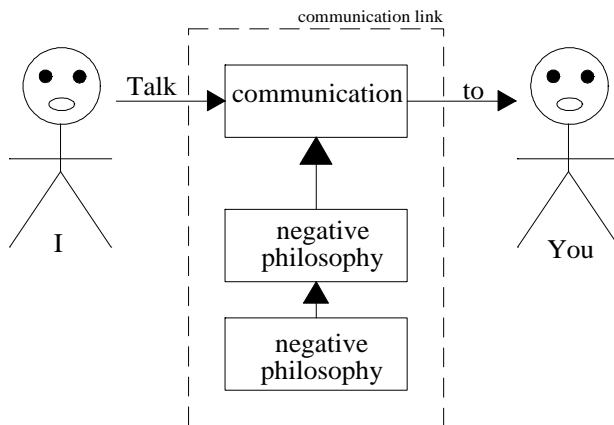 communication link
Talk
communication
to
negative
philosophy
I
You
negative
philosophy